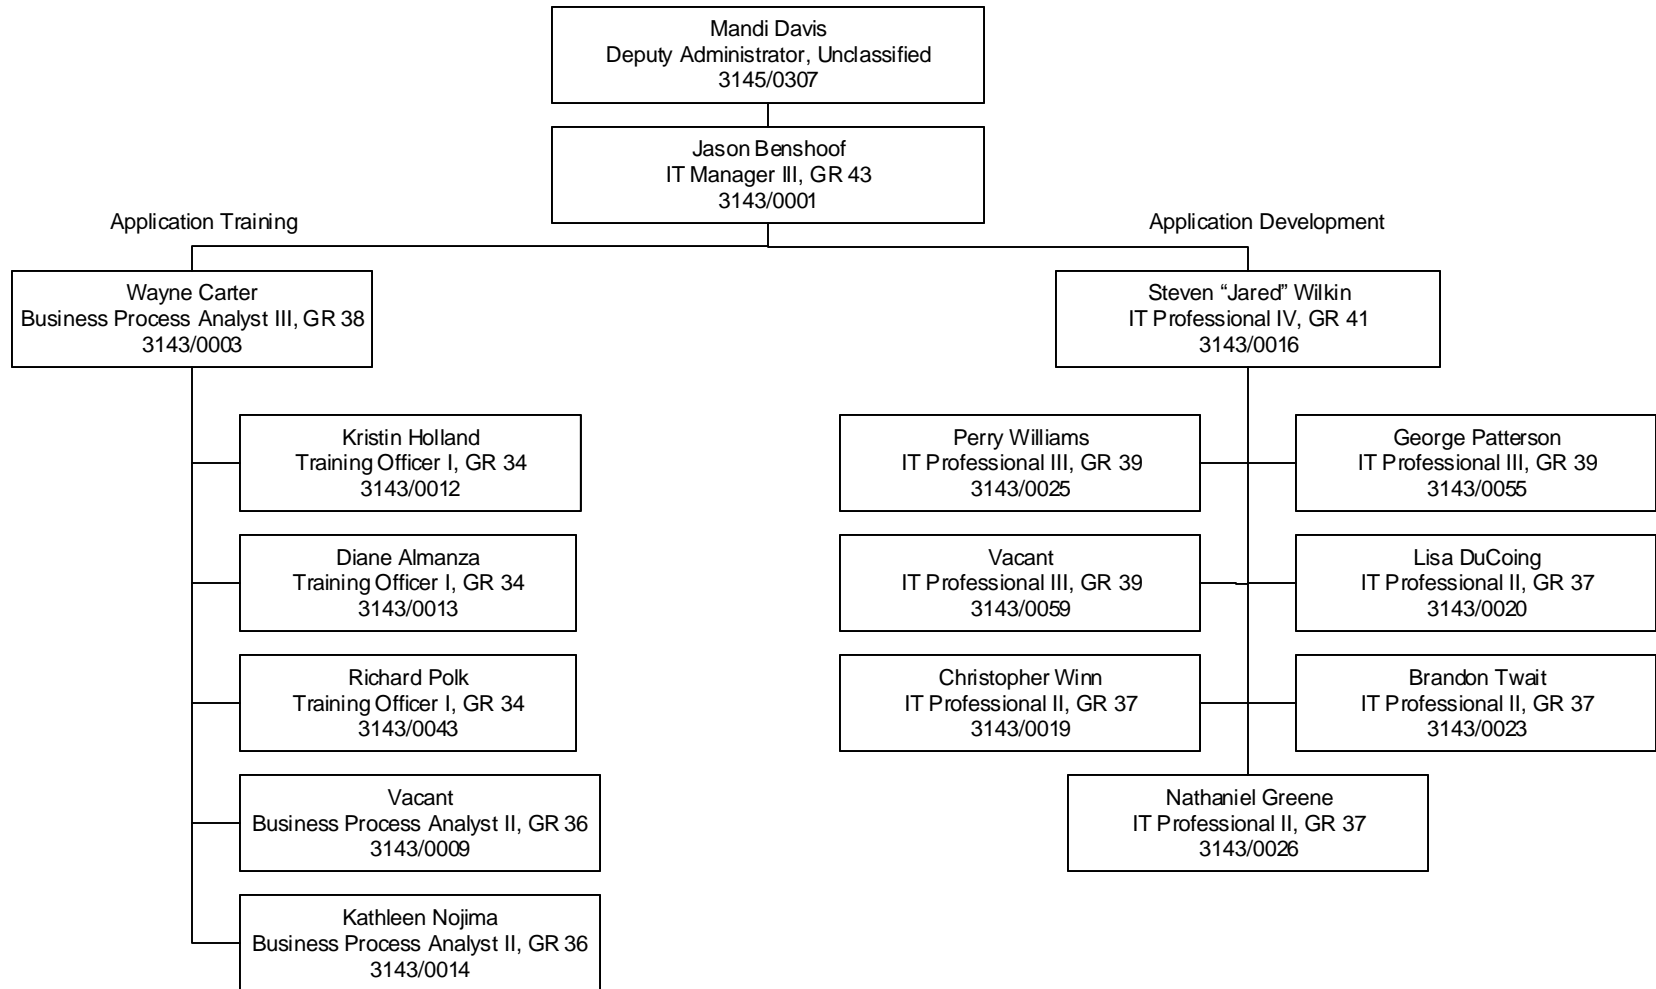 Mandi Davis
Deputy Administrator, Unclassified
3145/0307
Jason Benshoof
IT Manager III, GR 43
3143/0001
Application Training
Application Development
Wayne Carter
Business Process Analyst III, GR 38
3143/0003
Steven “Jared” Wilkin
IT Professional IV, GR 41
3143/0016
Kristin Holland
Training Officer I, GR 34
3143/0012
Diane Almanza
Training Officer I, GR 34
3143/0013
Richard Polk
Training Officer I, GR 34
3143/0043
Vacant
Business Process Analyst II, GR 36
3143/0009
Kathleen Nojima
Business Process Analyst II, GR 36
3143/0014
Perry Williams
IT Professional III, GR 39
3143/0025
George Patterson
IT Professional III, GR 39
3143/0055
Vacant
IT Professional III, GR 39
3143/0059
Lisa DuCoing
IT Professional II, GR 37
3143/0020
Christopher Winn
IT Professional II, GR 37
3143/0019
Brandon Twait
IT Professional II, GR 37
3143/0023
Nathaniel Greene
IT Professional II, GR 37
3143/0026